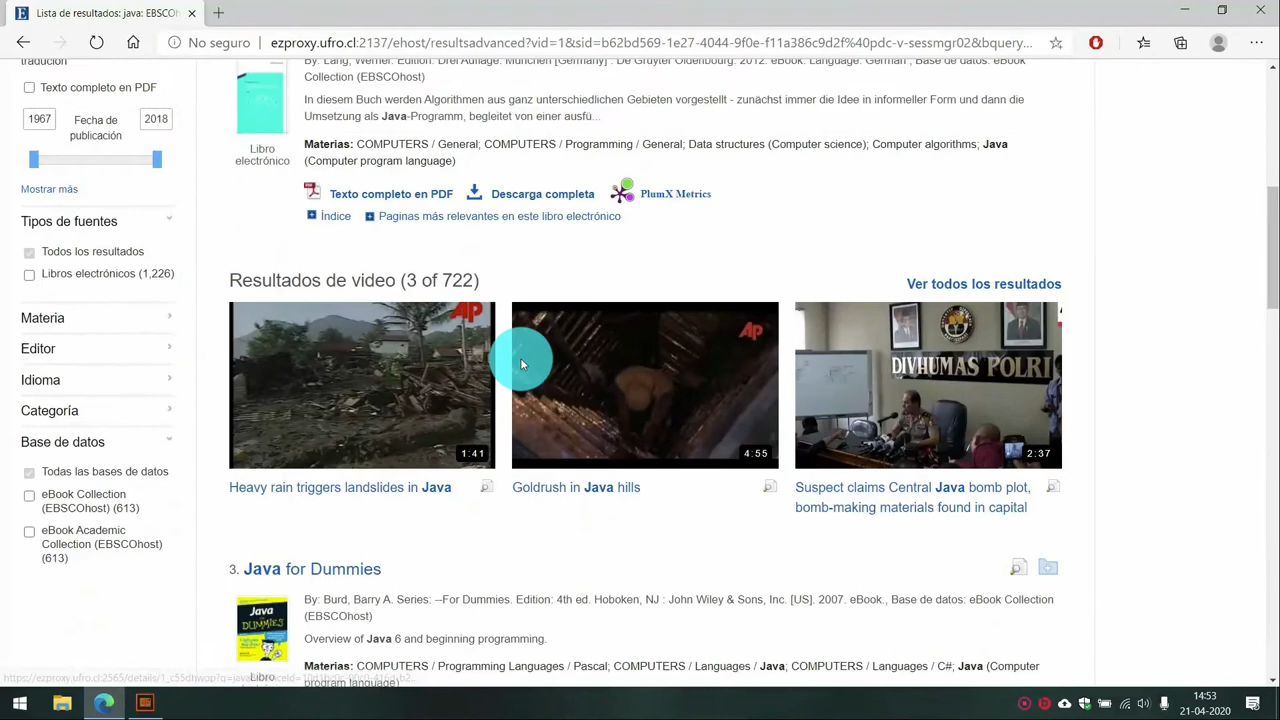 Lista de resultados: java: EBSCOh
No seguro
ezproxy.ufro.cl:2137/ehost/resultsadvanced?vid=1&sid=b62bd569-1e27-4044-9f0e-f11a386c9d2f%40pdc-v-sessmgr02&bquery...
traducción
Texto completo en PDF
1967
Fecha de publicación
2018
Mostrar más
Tipos de fuentes
Todos los resultados
Libros electrónicos (1,226)
Materia
Editor
Idioma
Categoría
Base de datos
Todas las bases de datos
eBook Collection
(EBSCOhost) (613)
eBook Academic
Collection (EBSCOhost)
(613)
By: Lang, Werner. Edition: Drei Auflage. München [Germany] : De Gruyter Oldenbourg. 2012. eBook. Language: German , Base de datos: eBook
Collection (EBSCOhost)
In diesem Buch werden Algorithmen aus ganz unterschiedlichen Gebieten vorgestellt - zunächst immer die Idee in informeller Form und dann die
Umsetzung als Java-Programm, begleitet von einer ausfü...
Libro
electrónico
Materias: COMPUTERS / General; COMPUTERS / Programming / General; Data structures (Computer science); Computer algorithms; Java
(Computer program language)
Texto completo en PDF
Descarga completa
PlumX Metrics
Índice
Paginas más relevantes en este libro electrónico
Resultados de video (3 of 722)
Ver todos los resultados
AP
1:41
AP
4:55
DIVHUMAS POLRI
2:37
Heavy rain triggers landslides in Java
Goldrush in Java hills
Suspect claims Central Java bomb plot,
bomb-making materials found in capital
3. Java for Dummies
By: Burd, Barry A. Series: --For Dummies. Edition: 4th ed. Hoboken, NJ : John Wiley & Sons, Inc. [US]. 2007. eBook., Base de datos: eBook Collection
(EBSCOhost)
Java
DUMMIES
Overview of Java 6 and beginning programming.
Materias: COMPUTERS / Programming Languages / Pascal; COMPUTERS / Languages / Java; COMPUTERS / Languages / C#; Java (Computer
program language)
Libro
14:53
21-04-2020